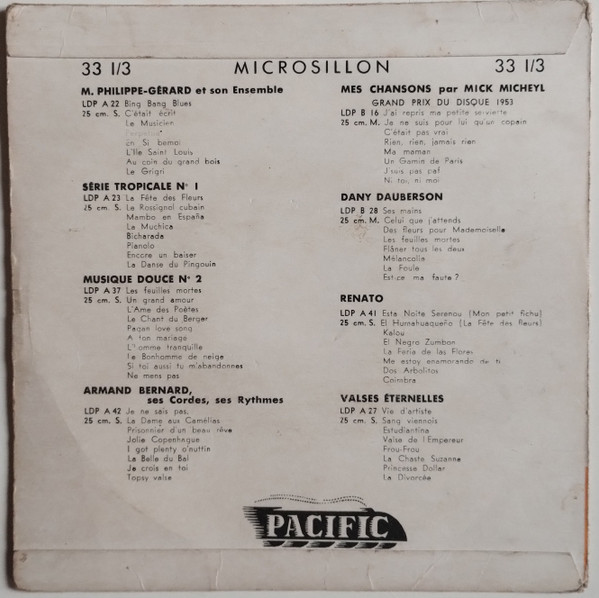 33 1/3 MICROSILLON 33 1/3
M. PHILIPPE-GÉRARD et son Ensemble
LDP A 22 Bing Bang Blues
25 cm. S. C'était écrit
Le Musicien
En Si bemol
L'Ile Saint Louis
Au coin du grand bois
Le Grigri
SÉRIE TROPICALE N° 1
LDP A 23 La Fête des Fleurs
25 cm. S. Le Rossignol cubain
Mambo en España
La Muchica
Bicharada
Pianolo
Encore un baiser
La Danse du Pingouin
MUSIQUE DOUCE N° 2
LDP A 37 Les feuilles mortes
25 cm. S. Un grand amour
L'Ame des Poètes
Le Chant du Berger
Pagan love song
A ton mariage
L'homme tranquille
Le Bonhomme de neige
Si toi aussi tu m'abandonnes
Ne mens pas
ARMAND BERNARD,
ses Cordes, ses Rythmes
LDP A 42 Je ne sais pas,
25 cm. S. La Dame aux Camélias
Prisonnier d'un beau rêve
Jolie Copenhague
I got plenty o'nuttin
La Belle du Bal
Je crois en toi
Topsy valse
MES CHANSONS par MICK MICHEYL
GRAND PRIX DU DISQUE 1953
LDP B 16 J'ai repris ma petite serviette
25 cm. M. Je ne suis pour lui qu'un copain
C'était pas vrai
Rien, rien, jamais rien
Ma maman
Un Gamin de Paris
J'suis pas paf
Ni toi, ni moi
DANY DAUBERSON
LDP B 28 Ses mains
25 cm. M. Celui que j'attends
Des fleurs pour Mademoiselle
Les feuilles mortes
Flâner tous les deux
Mélancolie
La Foule
Est-ce ma faute ?
RENATO
LDP A 41 Esta Noite Serenou (Mon petit fichu)
25 cm. S. El Humahuaqueño (La Fête des fleurs)
Kalou
El Negro Zumbon
La Feria de las Flores
Me estoy enamorando de ti
Dos Arbolitos
Coimbra
VALSES ÉTERNELLES
LDP A 27 Vie d'artiste
25 cm. S. Sang viennois
Estudiantina
Valse de l'Empereur
Frou-Frou
La Chaste Suzanne
Princesse Dollar
La Divorcée
PACIFIC